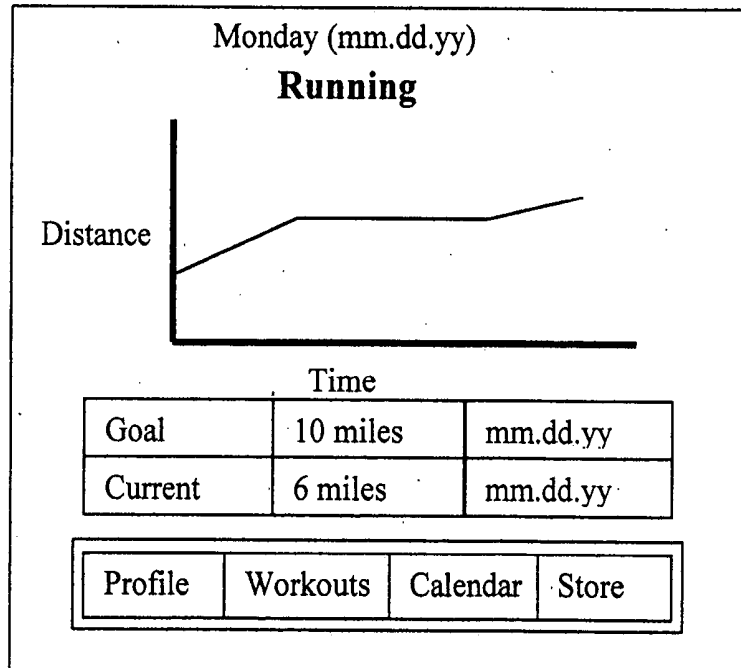 Monday (mm.dd.yy)
Running
Distance
Time
Goal 10 miles mm.dd.yy
Current 6 miles mm.dd.yy
Profile Workouts Calendar Store